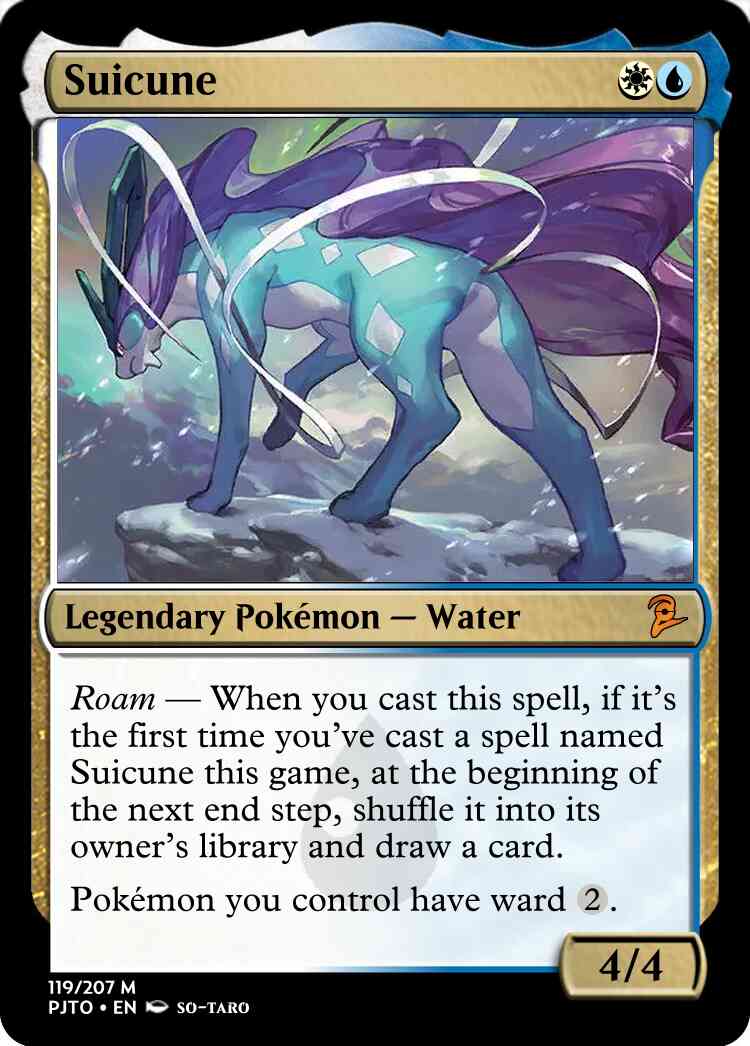 Suicune
Legendary Pokémon — Water
Roam — When you cast this spell, if it's
the first time you've cast a spell named
Suicune this game, at the beginning of
the next end step, shuffle it into its
owner's library and draw a card.
Pokémon you control have ward 2.
4/4
119/207 M
PJTO • EN SO-TARO